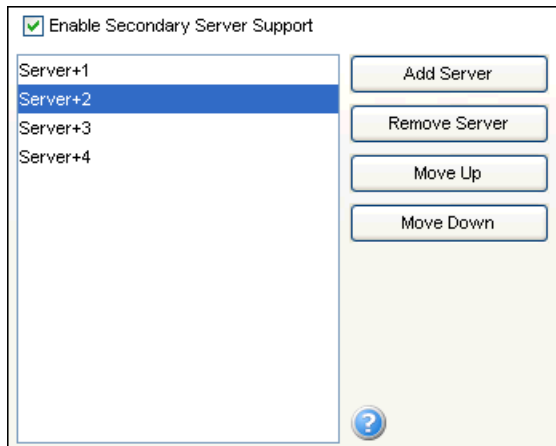 Enable Secondary Server Support
Server+1
Server+2
Server+3
Server+4
Add Server
Remove Server
Move Up
Move Down
?